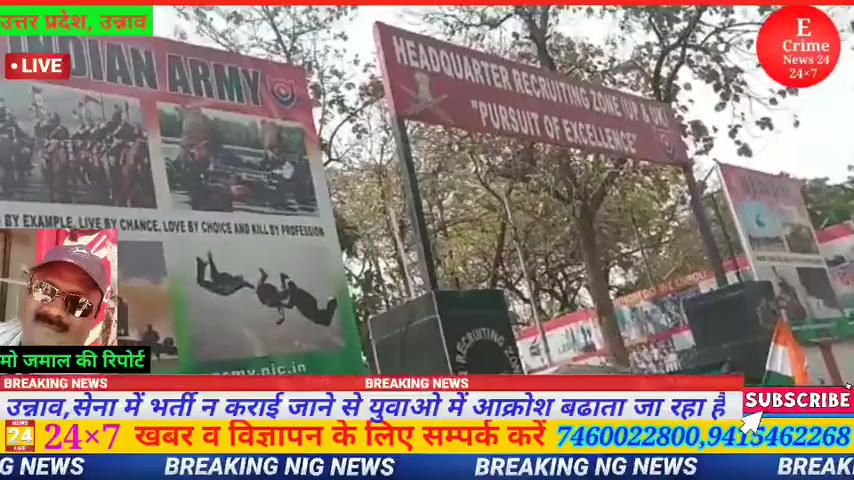 उत्तर प्रदेश, उन्नाव
LIVE
INDIAN ARMY
HEADQUARTER RECRUITING ZONE (UP & UK)
"PURSUIT OF EXCELLENCE"
E
Crime
News 24
24×7
BY EXAMPLE, LIVE BY CHANCE, LOVE BY CHOICE AND KILL BY PROFESSION
RECRUITING ZONE
मो जमाल की रिपोर्ट
BREAKING NEWS
BREAKING NEWS
उन्नाव,सेना में भर्ती न कराई जाने से युवाओ में आक्रोश बढाता जा रहा है
SUBSCRIBE
24 24×7 खबर व विज्ञापन के लिए सम्पर्क करें 7460022800,9415462268
G NEWS BREAKING NIG NEWS BREAKING NG NEWS BREAK